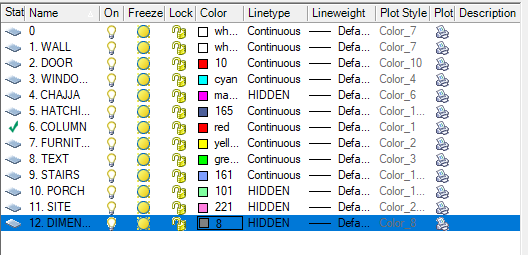 Stat Name On Freeze Lock Color Linetype Lineweight Plot Style Plot Description
0 wh... Continuous Defa... Color_7
1. WALL wh... Continuous Defa... Color_7
2. DOOR 10 Continuous Defa... Color_10
3. WINDO... cyan Continuous Defa... Color_4
4. CHAJJA ma... HIDDEN Defa... Color_6
5. HATCHI... 165 Continuous Defa... Color_1...
6. COLUMN red Continuous Defa... Color_1
7. FURNIT... yell... Continuous Defa... Color_2
8. TEXT gre... Continuous Defa... Color_3
9. STAIRS 161 Continuous Defa... Color_1...
10. PORCH 101 HIDDEN Defa... Color_1...
11. SITE 221 HIDDEN Defa... Color_2...
12. DIMEN... 8 HIDDEN Defa... Color_8